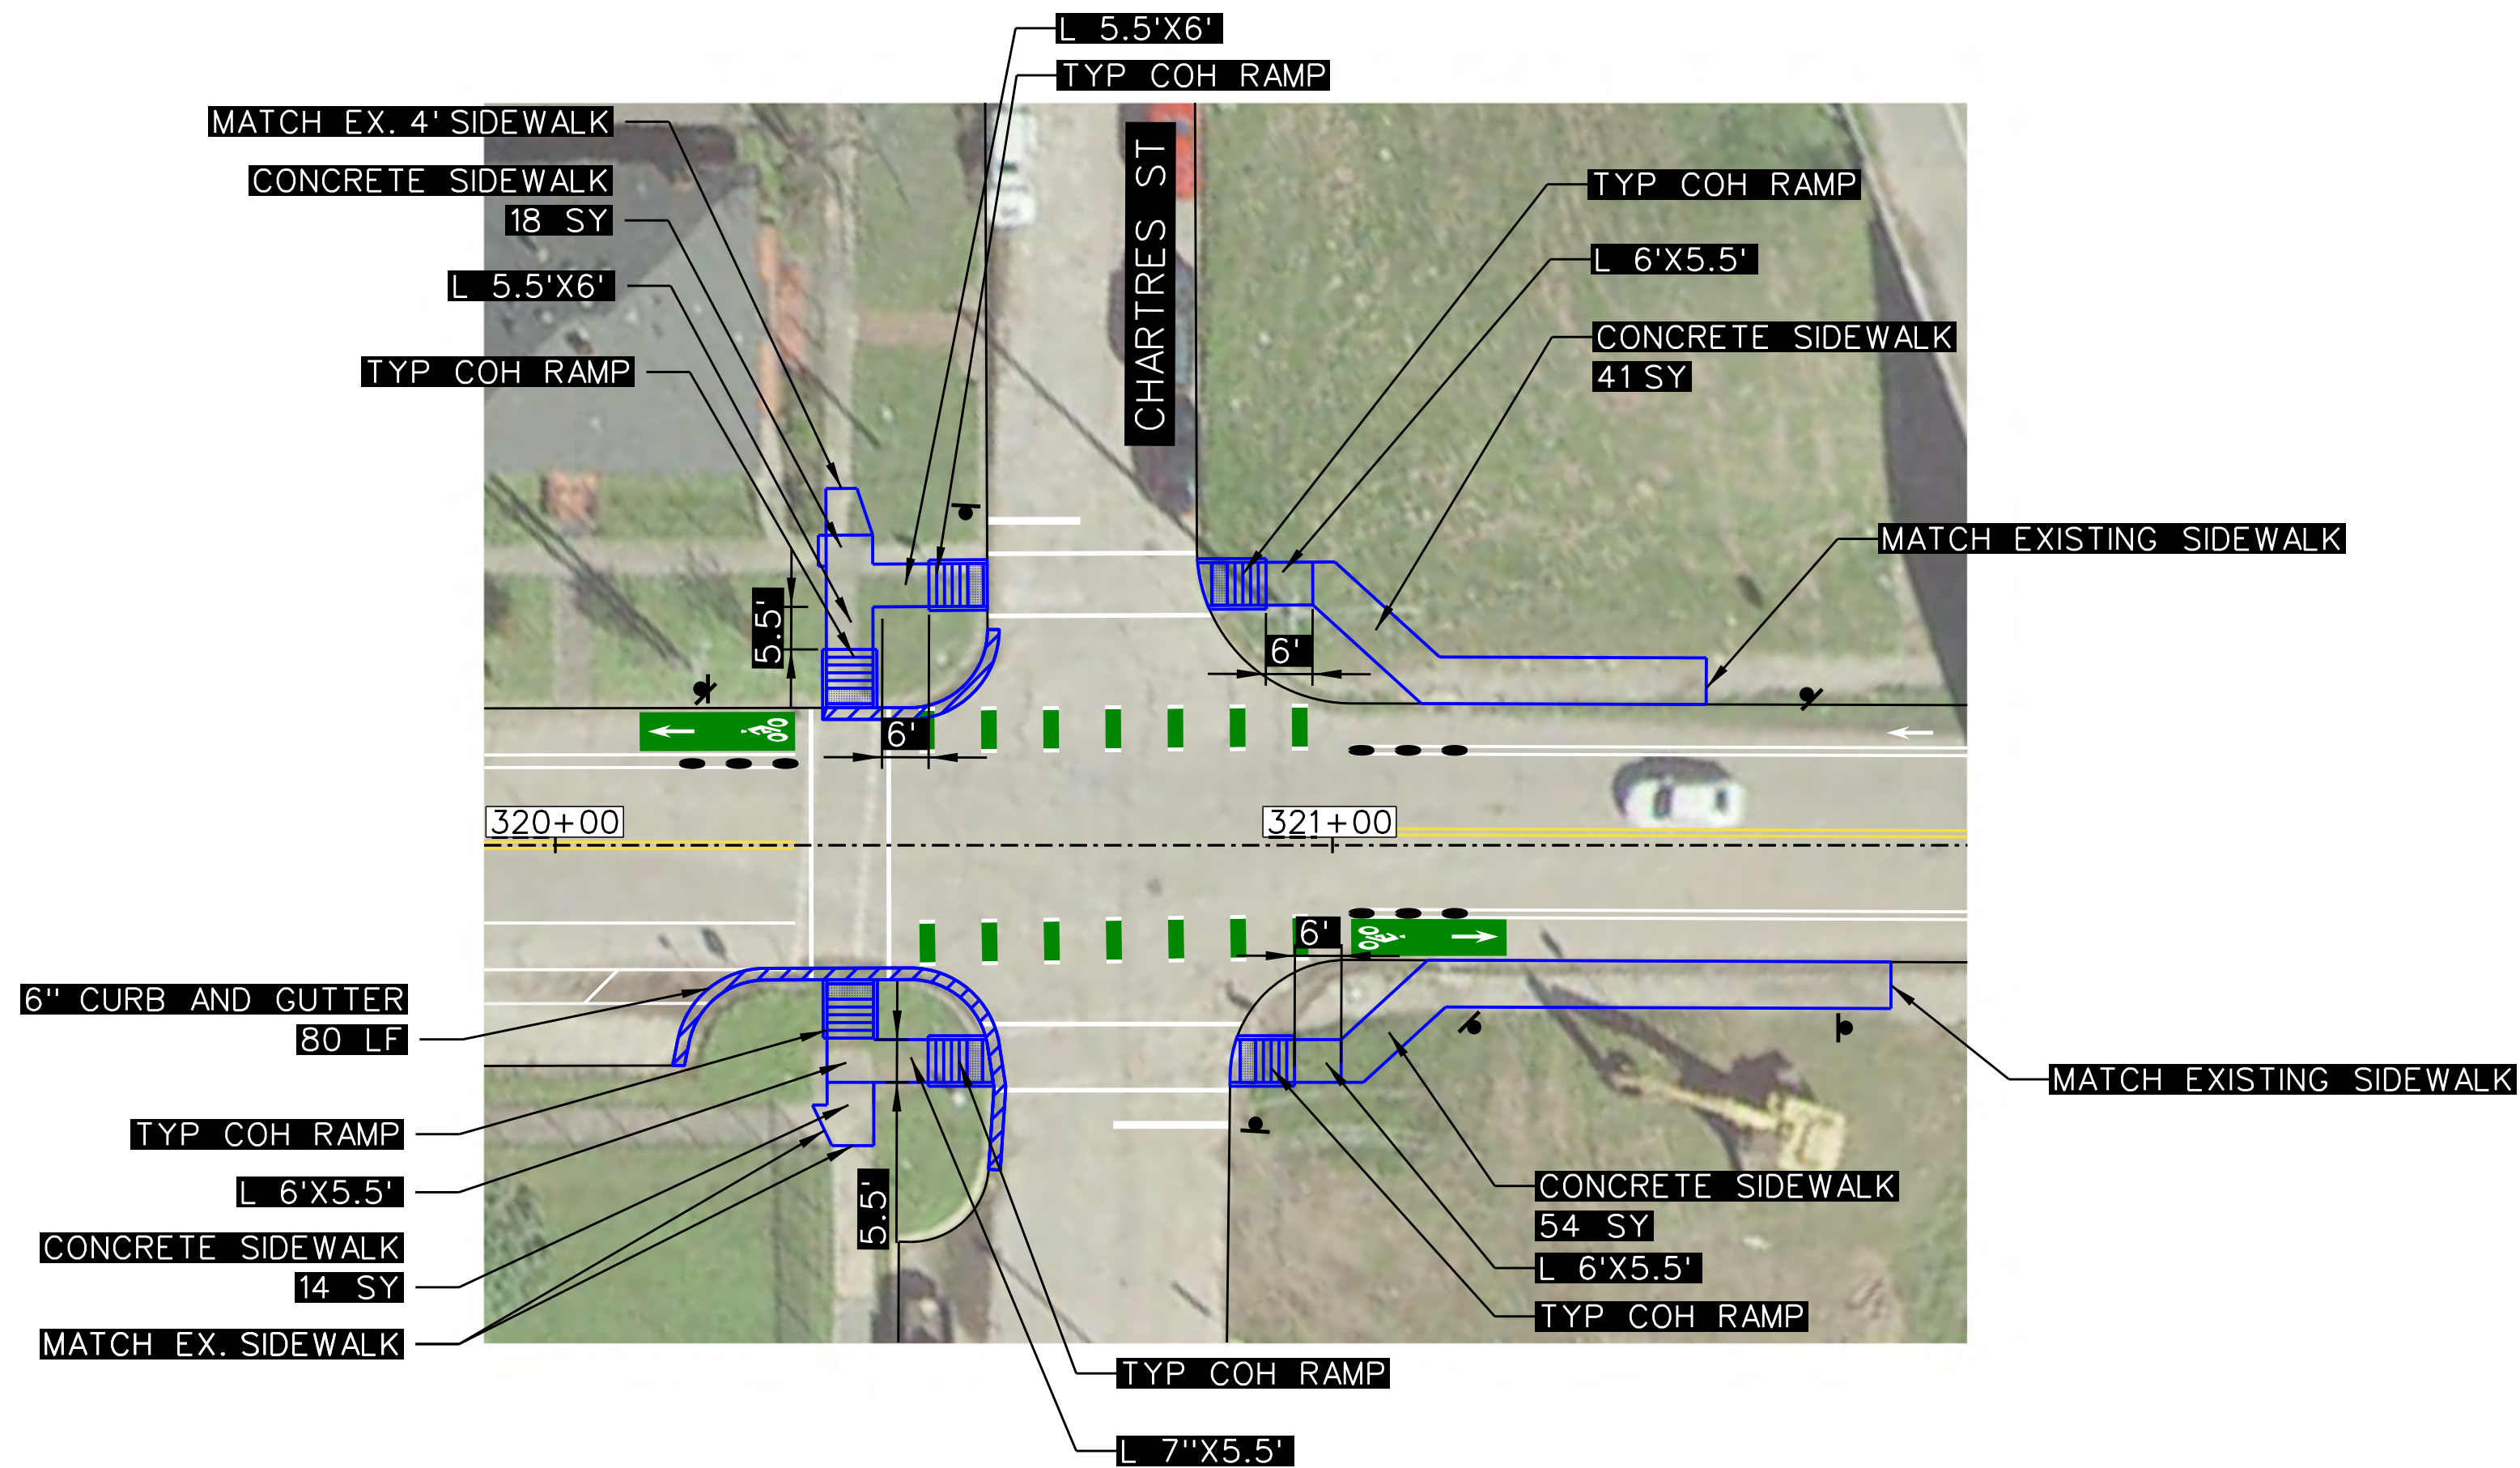 L 5.5'X6'
TYP COH RAMP
MATCH EX. 4' SIDEWALK
CONCRETE SIDEWALK
18 SY
L 5.5'X6'
TYP COH RAMP
CHARTRES ST
TYP COH RAMP
L 6'X5.5'
CONCRETE SIDEWALK
41 SY
MATCH EXISTING SIDEWALK
5.5'
6'
6'
320+00
321+00
6'
6" CURB AND GUTTER
80 LF
TYP COH RAMP
L 6'X5.5'
CONCRETE SIDEWALK
14 SY
MATCH EX. SIDEWALK
5.5'
MATCH EXISTING SIDEWALK
CONCRETE SIDEWALK
54 SY
L 6'X5.5'
TYP COH RAMP
TYP COH RAMP
L 7"X5.5'